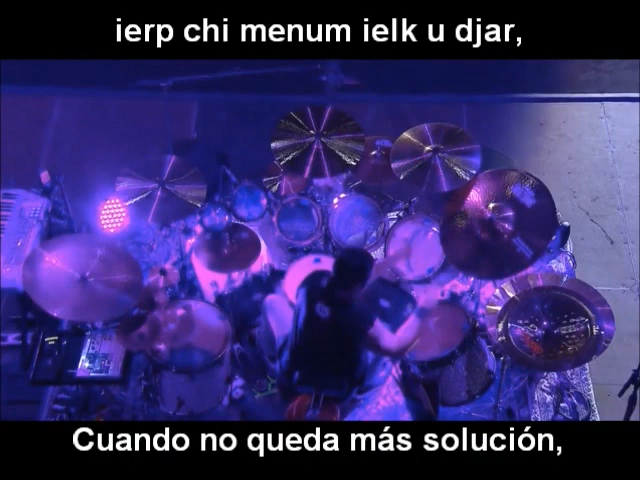 ierp chi menum ielk u djar,
Cuando no queda más solución,